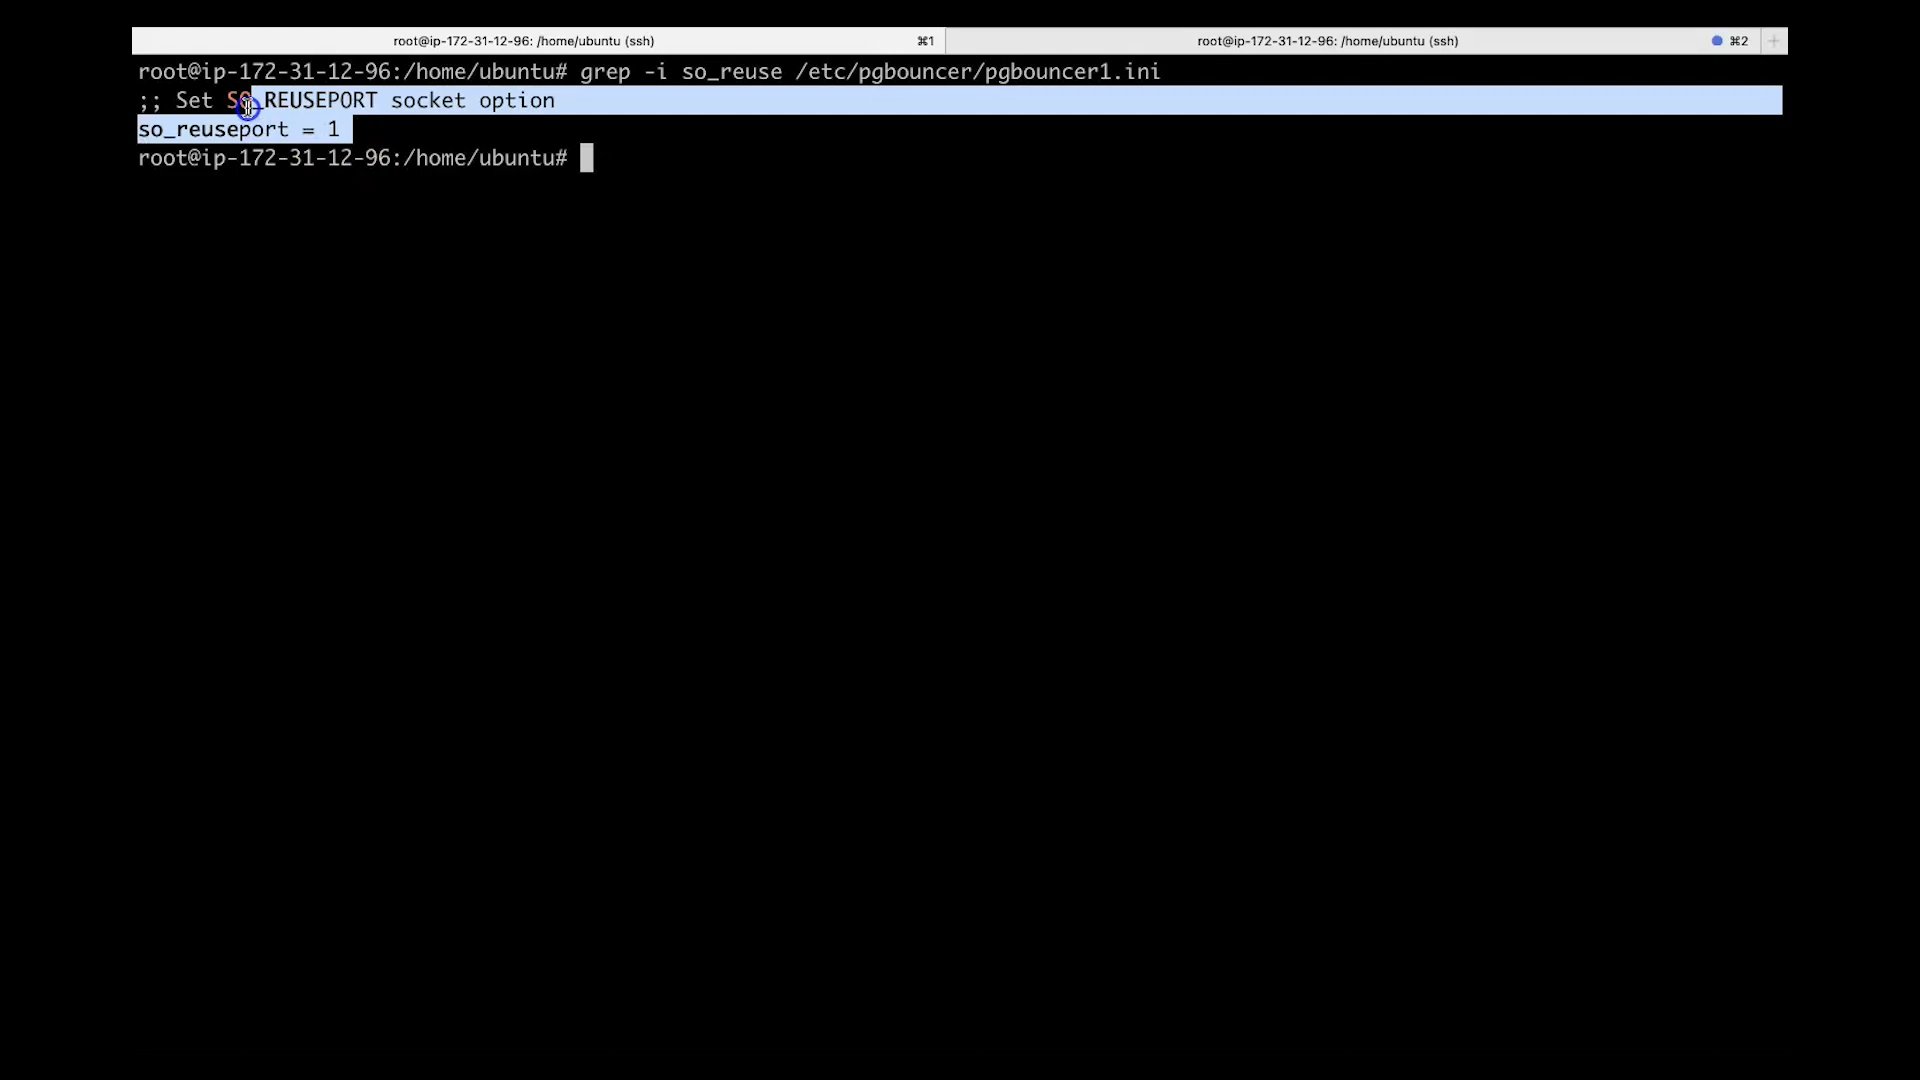 root@ip-172-31-12-96: /home/ubuntu (ssh) ⌘1 root@ip-172-31-12-96: /home/ubuntu (ssh) ⌘2 +
root@ip-172-31-12-96:/home/ubuntu# grep -i so_reuse /etc/pgbouncer/pgbouncer1.ini
;; Set SO_REUSEPORT socket option
so_reuseport = 1
root@ip-172-31-12-96:/home/ubuntu#